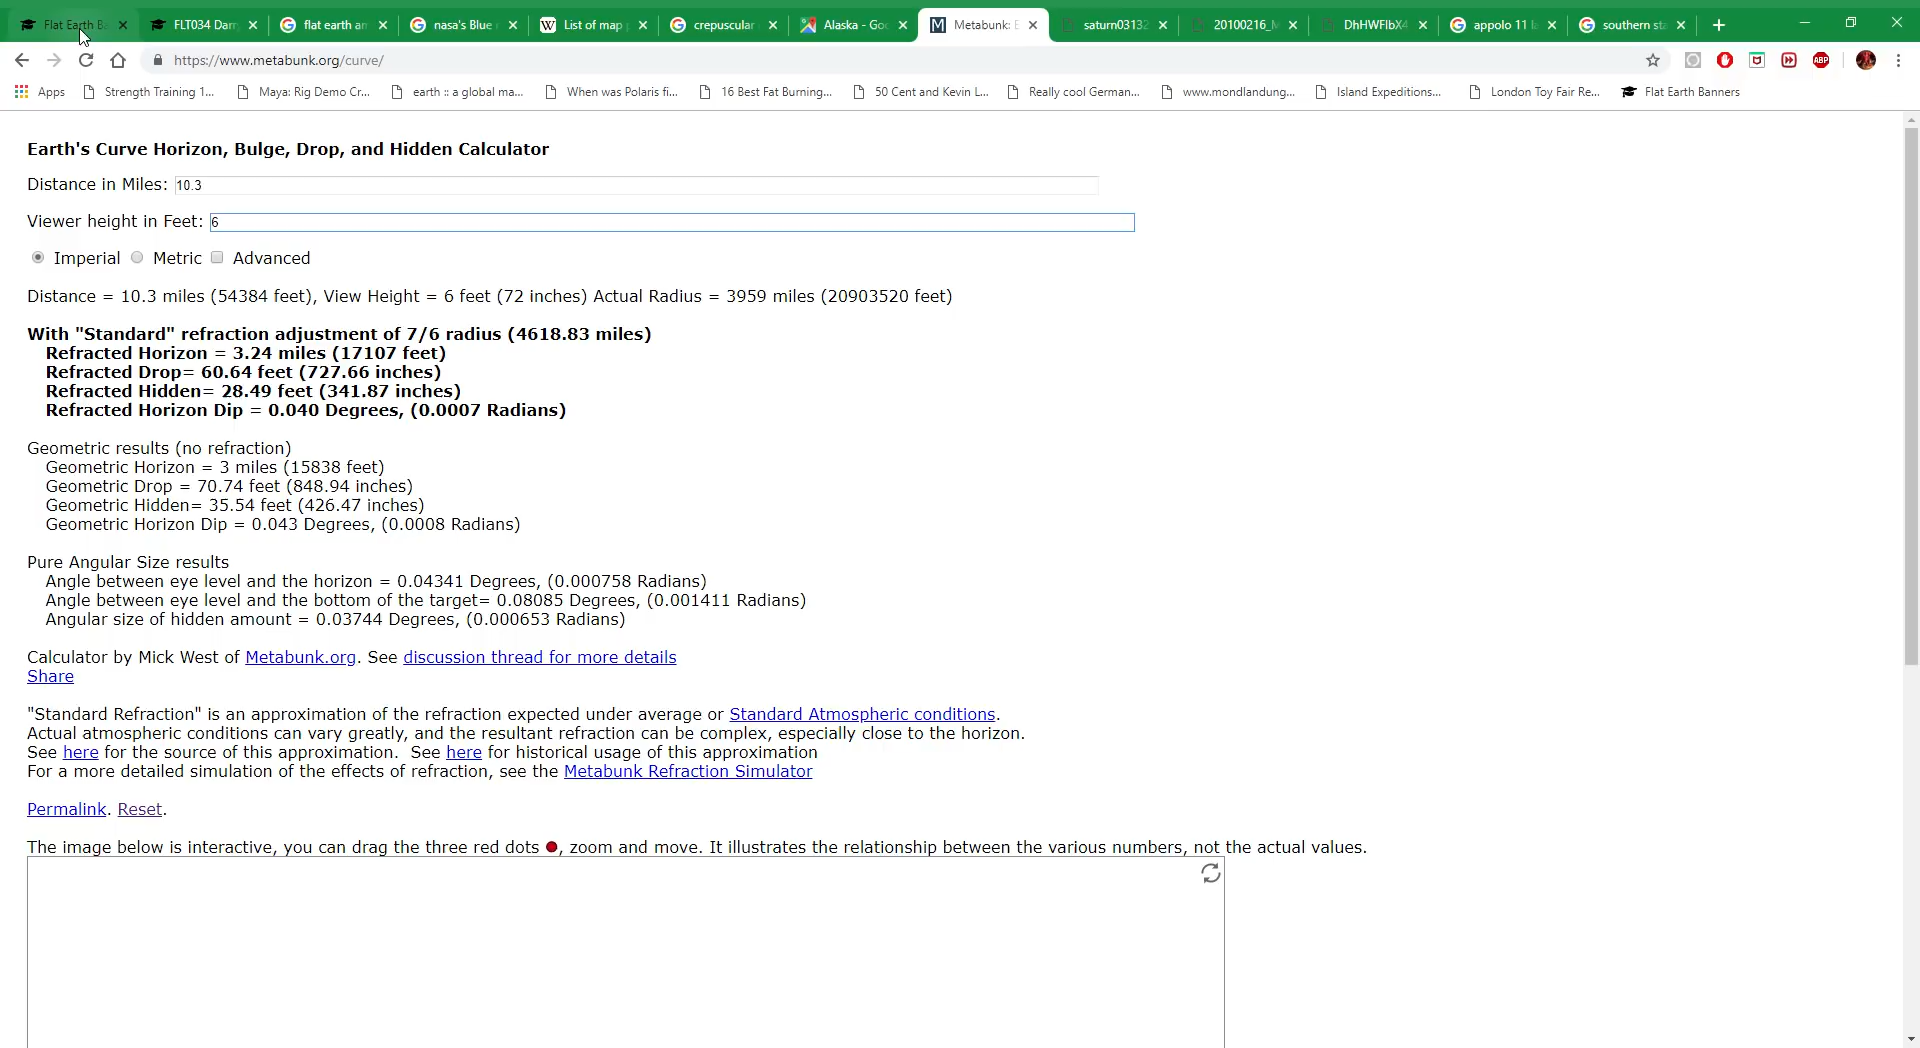 Flat Earth Ba
FLT034 Dam
flat earth an
nasa's Blue
List of map
crepuscular
Alaska - Goo
Metabunk: E
saturn03132
20100216_M
DhHWFIbX4
appolo 11 l
southern sta
https://www.metabunk.org/curve/
ABP
Apps
Strength Training 1...
Maya: Rig Demo Cr...
earth :: a global ma...
When was Polaris fi...
16 Best Fat Burning...
50 Cent and Kevin L...
Really cool German...
www.mondlandung...
Island Expeditions...
London Toy Fair Re...
Flat Earth Banners
Earth's Curve Horizon, Bulge, Drop, and Hidden Calculator
Distance in Miles: 10.3
Viewer height in Feet: 6
Imperial Metric Advanced
Distance = 10.3 miles (54384 feet), View Height = 6 feet (72 inches) Actual Radius = 3959 miles (20903520 feet)
With "Standard" refraction adjustment of 7/6 radius (4618.83 miles)
Refracted Horizon = 3.24 miles (17107 feet)
Refracted Drop= 60.64 feet (727.66 inches)
Refracted Hidden= 28.49 feet (341.87 inches)
Refracted Horizon Dip = 0.040 Degrees, (0.0007 Radians)
Geometric results (no refraction)
Geometric Horizon = 3 miles (15838 feet)
Geometric Drop = 70.74 feet (848.94 inches)
Geometric Hidden= 35.54 feet (426.47 inches)
Geometric Horizon Dip = 0.043 Degrees, (0.0008 Radians)
Pure Angular Size results
Angle between eye level and the horizon = 0.04341 Degrees, (0.000758 Radians)
Angle between eye level and the bottom of the target= 0.08085 Degrees, (0.001411 Radians)
Angular size of hidden amount = 0.03744 Degrees, (0.000653 Radians)
Calculator by Mick West of Metabunk.org. See discussion thread for more details
Share
"Standard Refraction" is an approximation of the refraction expected under average or Standard Atmospheric conditions.
Actual atmospheric conditions can vary greatly, and the resultant refraction can be complex, especially close to the horizon.
See here for the source of this approximation. See here for historical usage of this approximation
For a more detailed simulation of the effects of refraction, see the Metabunk Refraction Simulator
Permalink. Reset.
The image below is interactive, you can drag the three red dots , zoom and move. It illustrates the relationship between the various numbers, not the actual values.